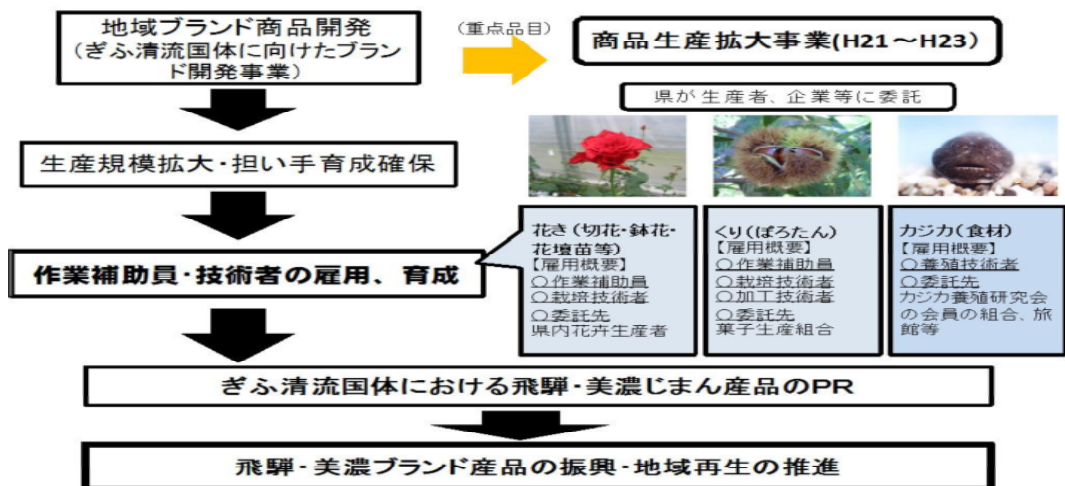 地域ブランド商品開発
(ぎふ清流国体に向けたブラン
ド開発事業)
(重点品目)
商品生産拡大事業(H21～H23)
県が生産者、企業等に委託
生産規模拡大・担い手育成確保
作業補助員・技術者の雇用、育成
花き(切花・鉢花・
花壇苗等)
【雇用概要】
○作業補助員
○栽培技術者
○委託先
県内花卉生産者
くり(ぽろたん)
【雇用概要】
○作業補助員
○栽培技術者
○加工技術者
○委託先
菓子生産組合
カジカ(食材)
【雇用概要】
○養殖技術者
○委託先
カジカ養殖研究会
の会員の組合、旅
館等
ぎふ清流国体における飛騨・美濃じまん産品のPR
飛騨・美濃ブランド産品の振興・地域再生の推進